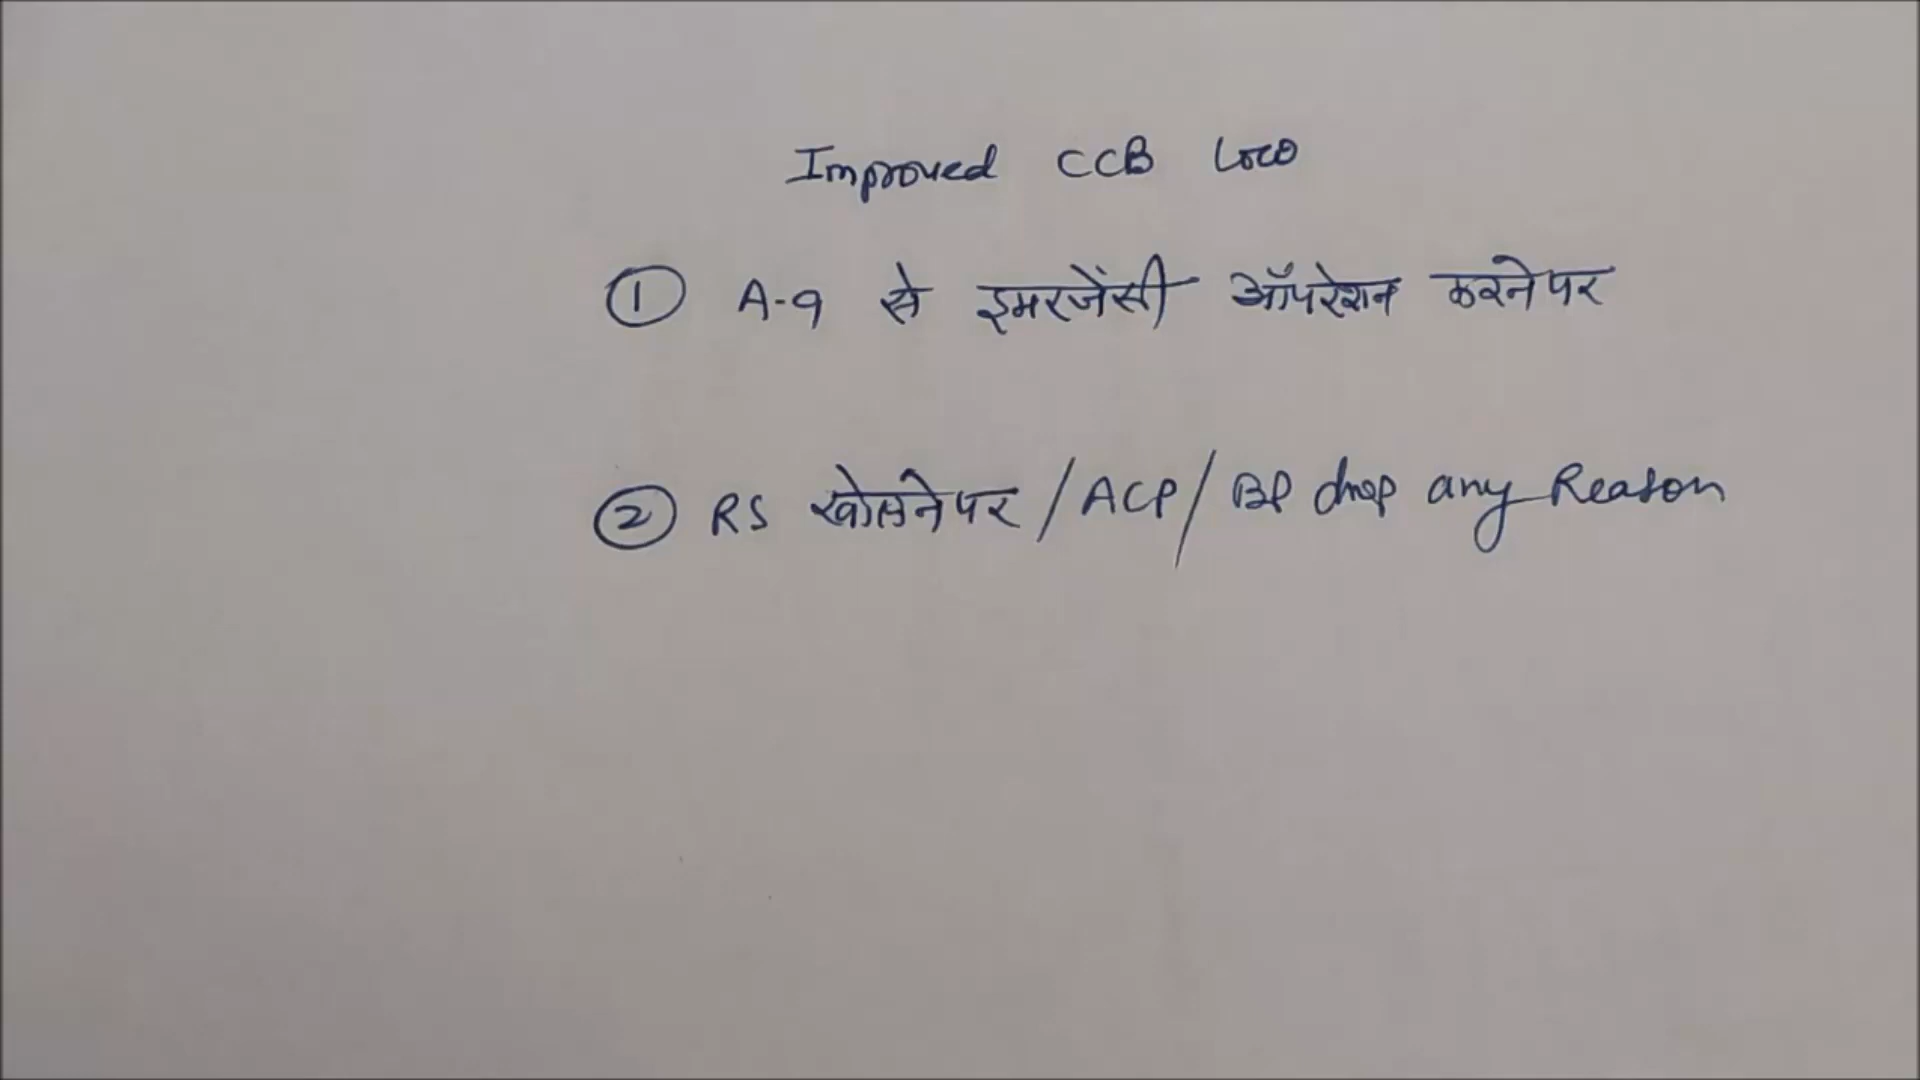 Improved CCB Loco
① A-9 से इमरजेंसी ऑपरेशन करनेपर
② RS खोलनेपर / ACP / BP drop any Reason